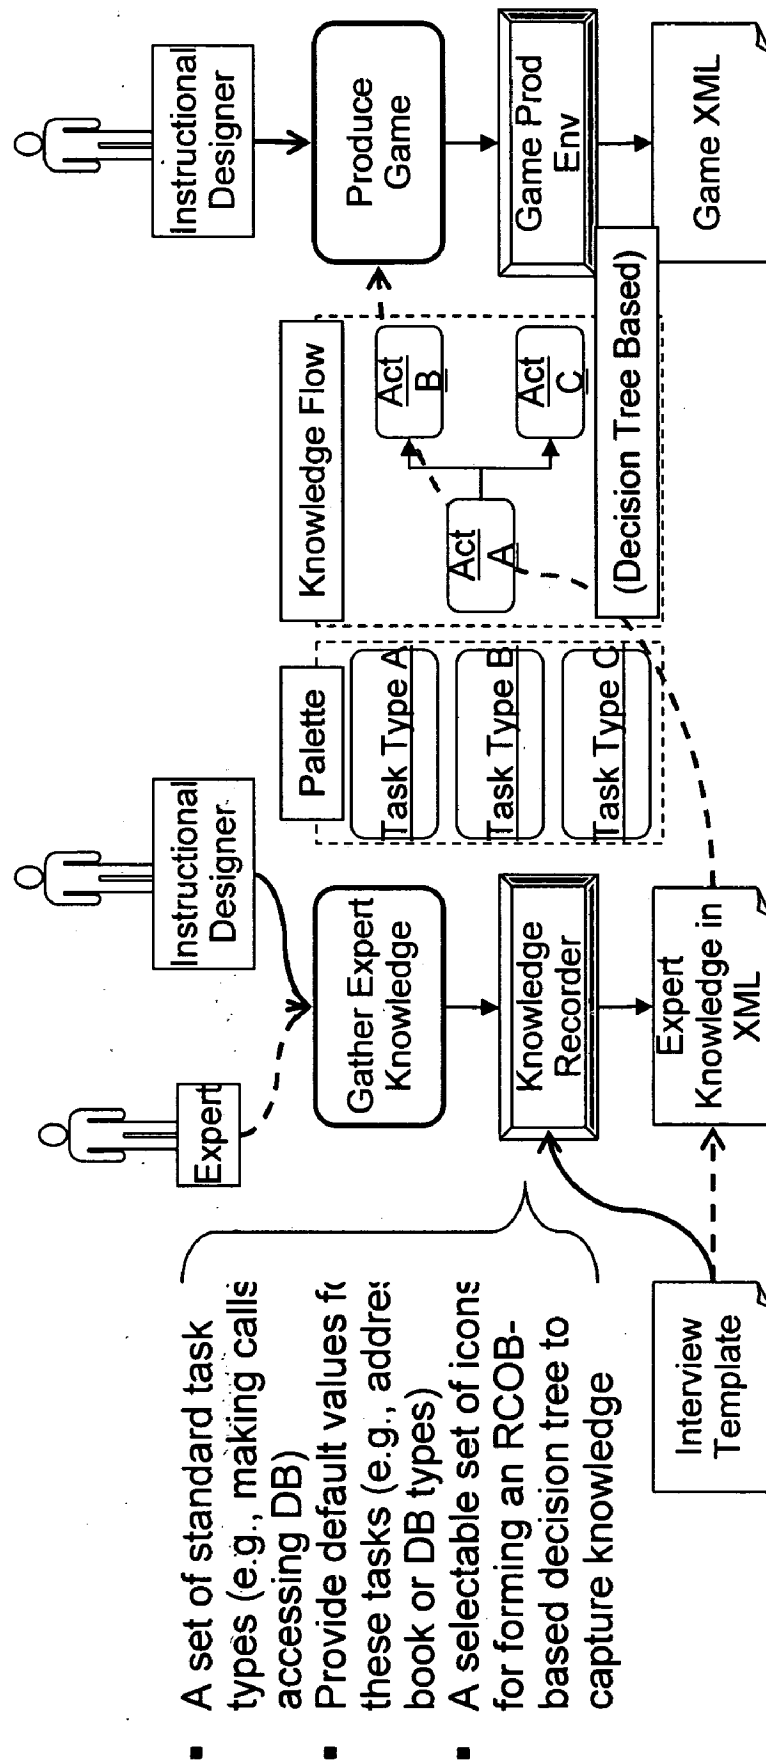 ▪ A set of standard task
types (e.g., making calls
accessing DB)
▪ Provide default values f
these tasks (e.g., addres
book or DB types)
▪ A selectable set of icons
for forming an RCOB-
based decision tree to
capture knowledge
Expert
Instructional
Designer
Gather Expert
Knowledge
Knowledge
Recorder
Interview
Template
Expert
Knowledge in
XML
Palette
Task Type A
Task Type B
Task Type C
Knowledge Flow
Act
A
Act
B
Act
C
(Decision Tree Based)
Instructional
Designer
Produce
Game
Game Prod
Env
Game XML